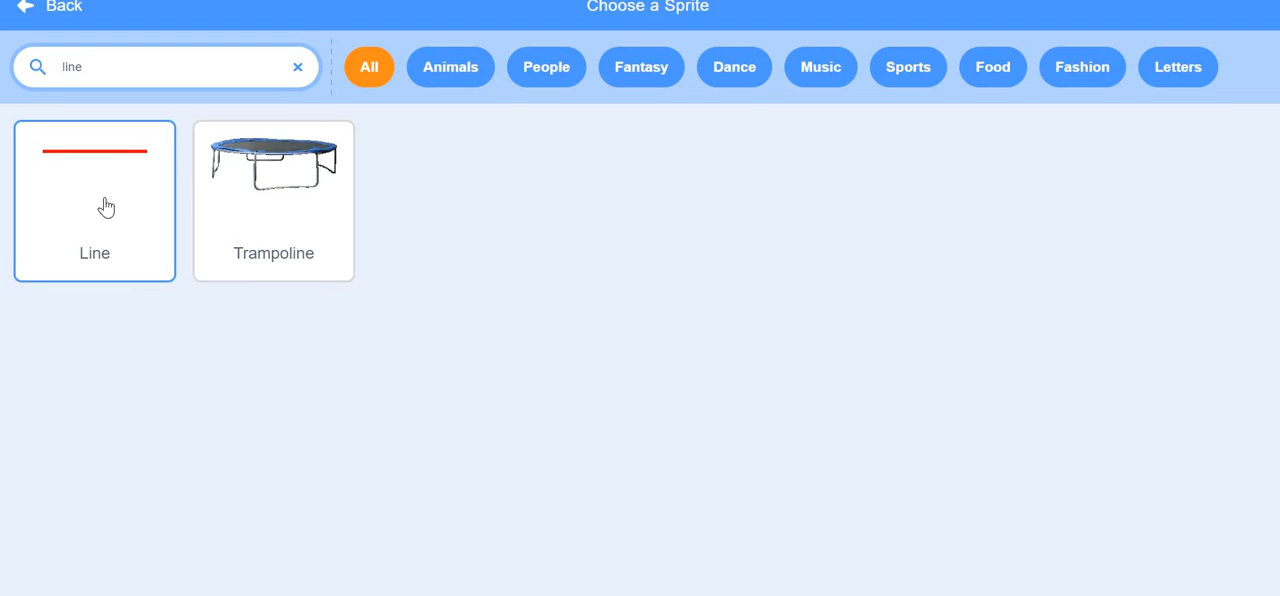 Back
Choose a Sprite
line
All
Animals
People
Fantasy
Dance
Music
Sports
Food
Fashion
Letters
Line
Trampoline